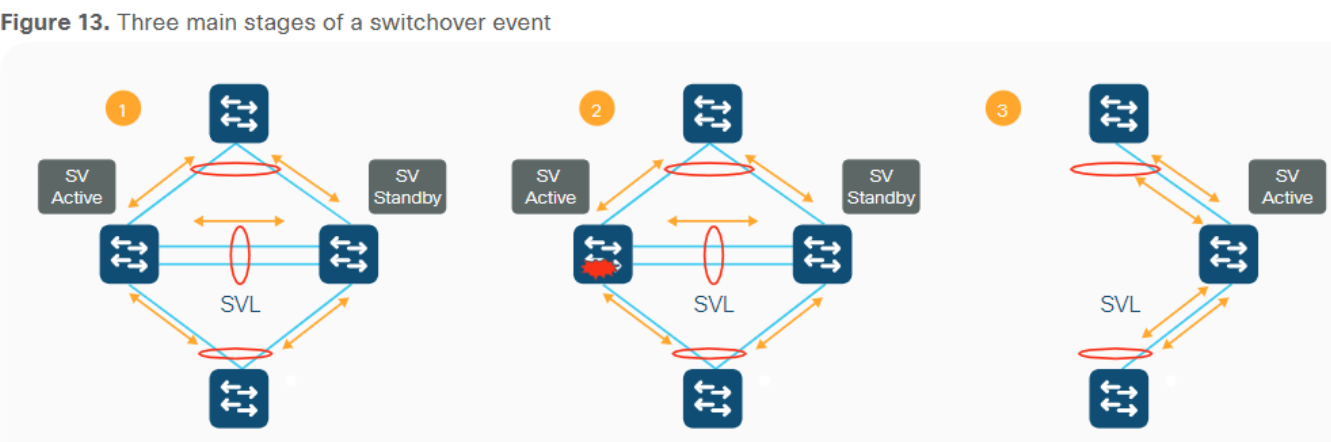 Figure 13. Three main stages of a switchover event
1
SV
Active
SV
Standby
SVL
2
SV
Active
SV
Standby
SVL
3
SV
Active
SVL